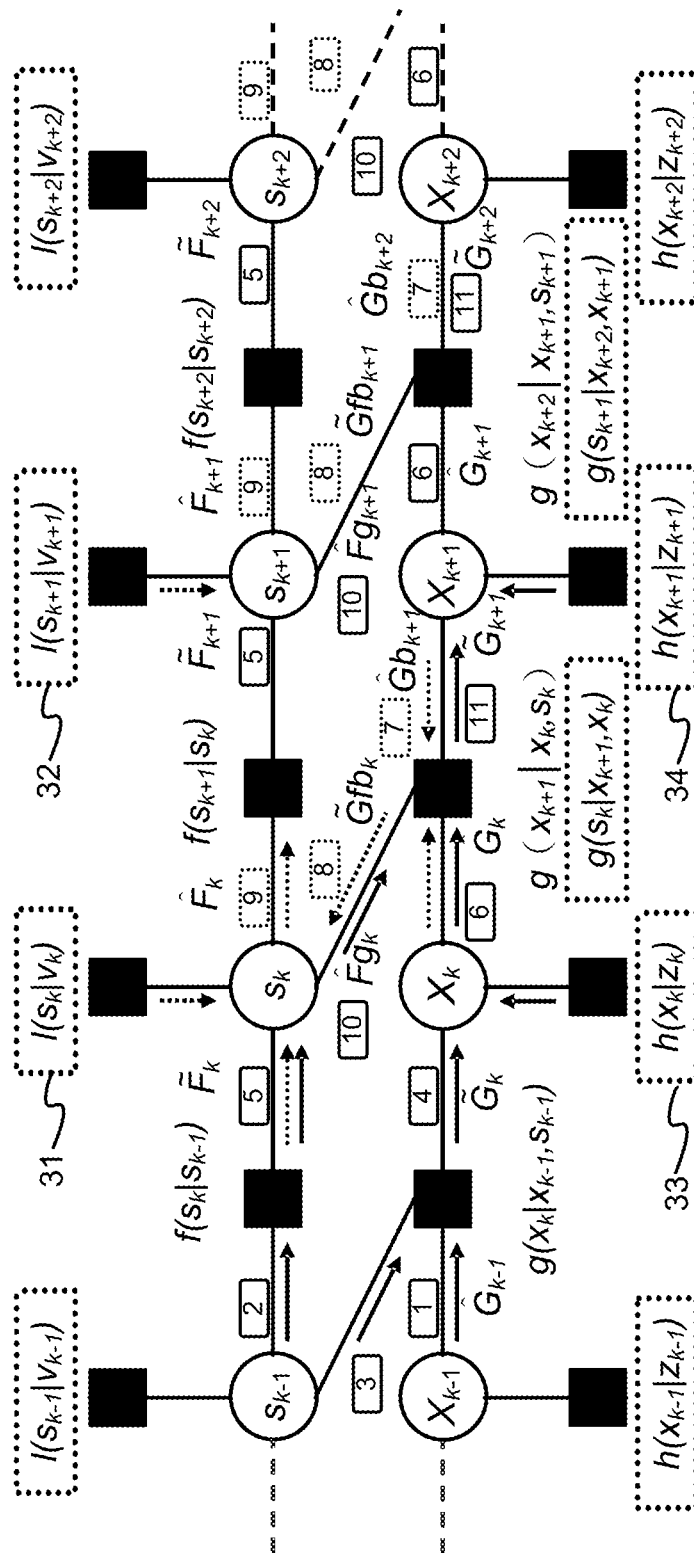 31
32
l(s_{k-1}|v_{k-1})
l(s_k|v_k)
l(s_{k+1}|v_{k+1})
l(s_{k+2}|v_{k+2})
f(s_k|s_{k-1})
f(s_{k+1}|s_k)
f(s_{k+2}|s_{k+2})
F̃_k
F̂_k
F̃_{k+1}
F̂_{k+1}
F̃_{k+2}
2
5
9
5
9
5
9
s_{k-1}
s_k
s_{k+1}
s_{k+2}
3
10
8
10
8
10
8
F̂g_k
G̃fb_k
F̂g_{k+1}
G̃fb_{k+1}
7
Ĝb_{k+1}
7
Ĝb_{k+2}
1
4
6
11
6
11
6
X_{k-1}
X_k
X_{k+1}
X_{k+2}
Ĝ_{k-1}
G̃_k
Ĝ_k
G̃_{k+1}
Ĝ_{k+1}
G̃_{k+2}
g(x_k|x_{k-1},s_{k-1})
g(x_{k+1}|x_k,s_k)
g(x_{k+2}|x_{k+1},s_{k+1})
g(s_k|x_{k+1},x_k)
g(s_{k+1}|x_{k+2},x_{k+1})
h(x_{k-1}|z_{k-1})
h(x_k|z_k)
h(x_{k+1}|z_{k+1})
h(x_{k+2}|z_{k+2})
33
34